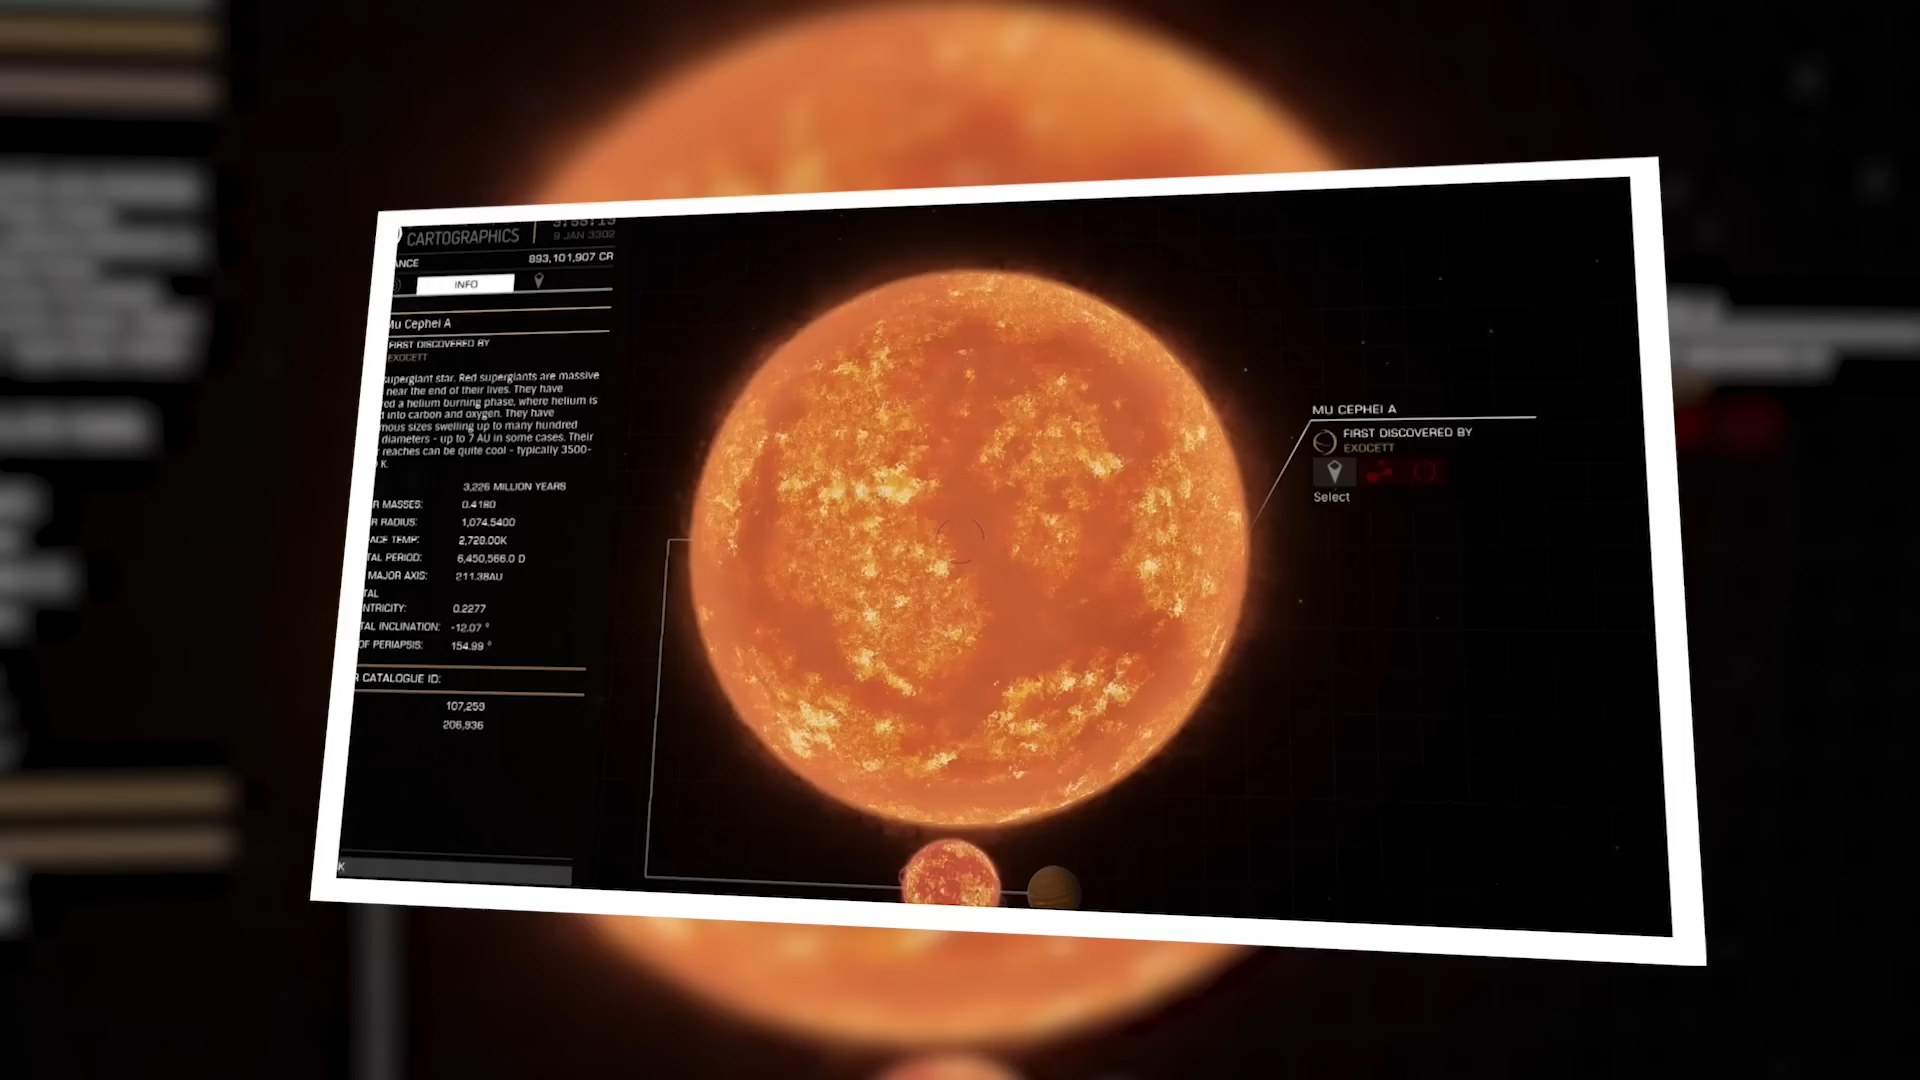 CARTOGRAPHICS
9 JAN 3302
ANCE 893,101,907 CR
INFO
Mu Cephei A
FIRST DISCOVERED BY
EXOCETT
supergiant star. Red supergiants are massive
near the end of their lives. They have
ed a helium burning phase, where helium is
into carbon and oxygen. They have
mous sizes swelling up to many hundred
diameters - up to 7 AU in some cases. Their
reaches can be quite cool - typically 3500-
K.
3,226 MILLION YEARS
R MASSES: 0.4180
R RADIUS: 1,074.5400
ACE TEMP: 2,720.00K
TAL PERIOD: 6,450,566.0 D
MAJOR AXIS: 211.38AU
TAL
NTRICITY: 0.2277
TAL INCLINATION: -12.07 °
OF PERIAPSIS: 154.99 °
R CATALOGUE ID:
107,259
206,936
K
MU CEPHEI A
FIRST DISCOVERED BY
EXOCETT
Select